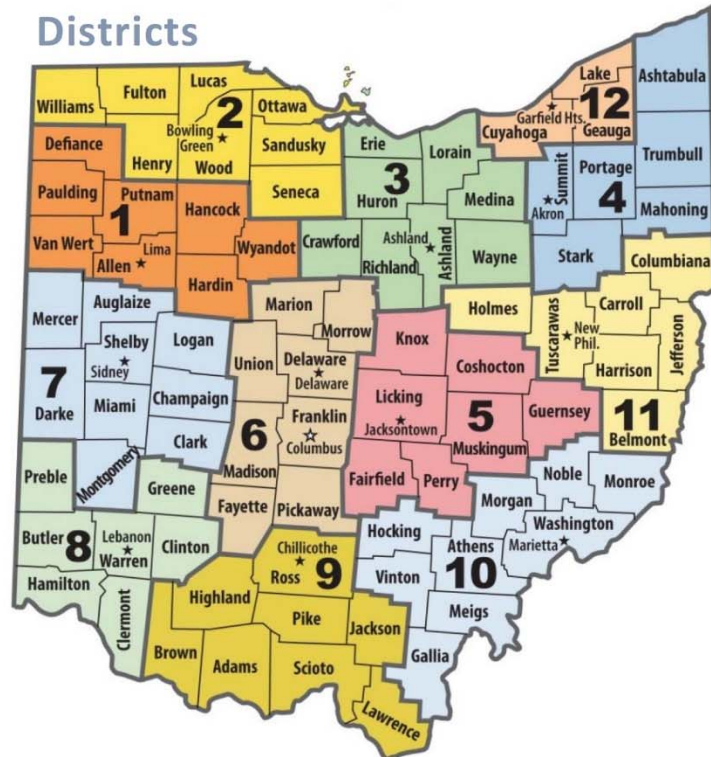 Districts
Williams
Fulton
Lucas
Ottawa
Henry
Bowling
Green
2
Wood
Sandusky
Seneca
Defiance
Paulding
Putnam
1
Van Wert
Lima
Allen
Hancock
Wyandot
Hardin
Erie
Lorain
3
Huron
Medina
Crawford
Ashland
Richland
Ashland
Wayne
Lake
12
Garfield Hts.
Cuyahoga
Geauga
Ashtabula
Summit
Portage
Trumbull
Akron
4
Mahoning
Stark
Columbiana
Holmes
Tuscarawas
New
Phil.
Carroll
Jefferson
Harrison
11
Belmont
Mercer
Auglaize
Shelby
Sidney
Logan
7
Darke
Miami
Champaign
Clark
Montgomery
Marion
Morrow
Union
Delaware
Delaware
6
Franklin
Columbus
Madison
Fayette
Pickaway
Knox
Coshocton
Licking
Jacksontown
5
Muskingum
Guernsey
Fairfield
Perry
Preble
Greene
Butler
8
Lebanon
Warren
Clinton
Hamilton
Clermont
Chillicothe
Ross
9
Highland
Pike
Jackson
Brown
Adams
Scioto
Lawrence
Hocking
Morgan
Noble
Monroe
Athens
Washington
Marietta
Vinton
10
Meigs
Gallia